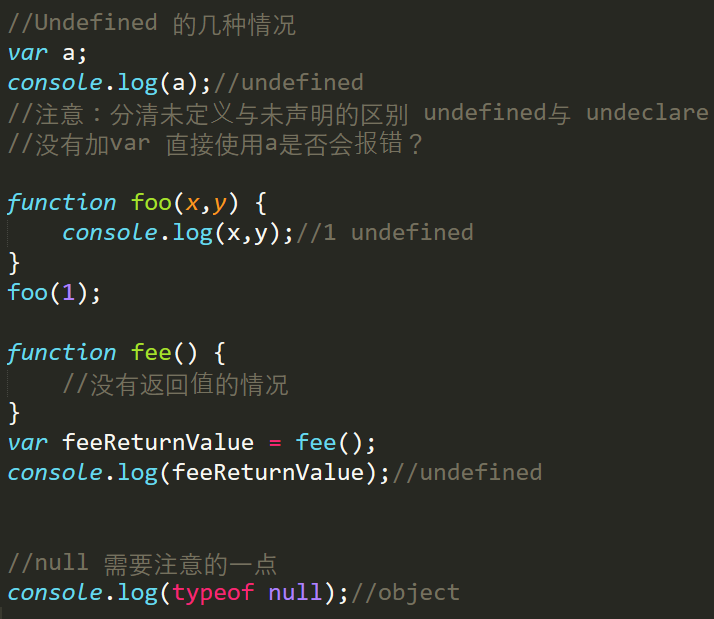 //Undefined 的几种情况
var a;
console.log(a);//undefined
//注意：分清未定义与未声明的区别 undefined与 undeclare
//没有加var 直接使用a是否会报错？
function foo(x,y) {
    console.log(x,y);//1 undefined
}
foo(1);
function fee() {
    //没有返回值的情况
}
var feeReturnValue = fee();
console.log(feeReturnValue);//undefined
//null 需要注意的一点
console.log(typeof null);//object